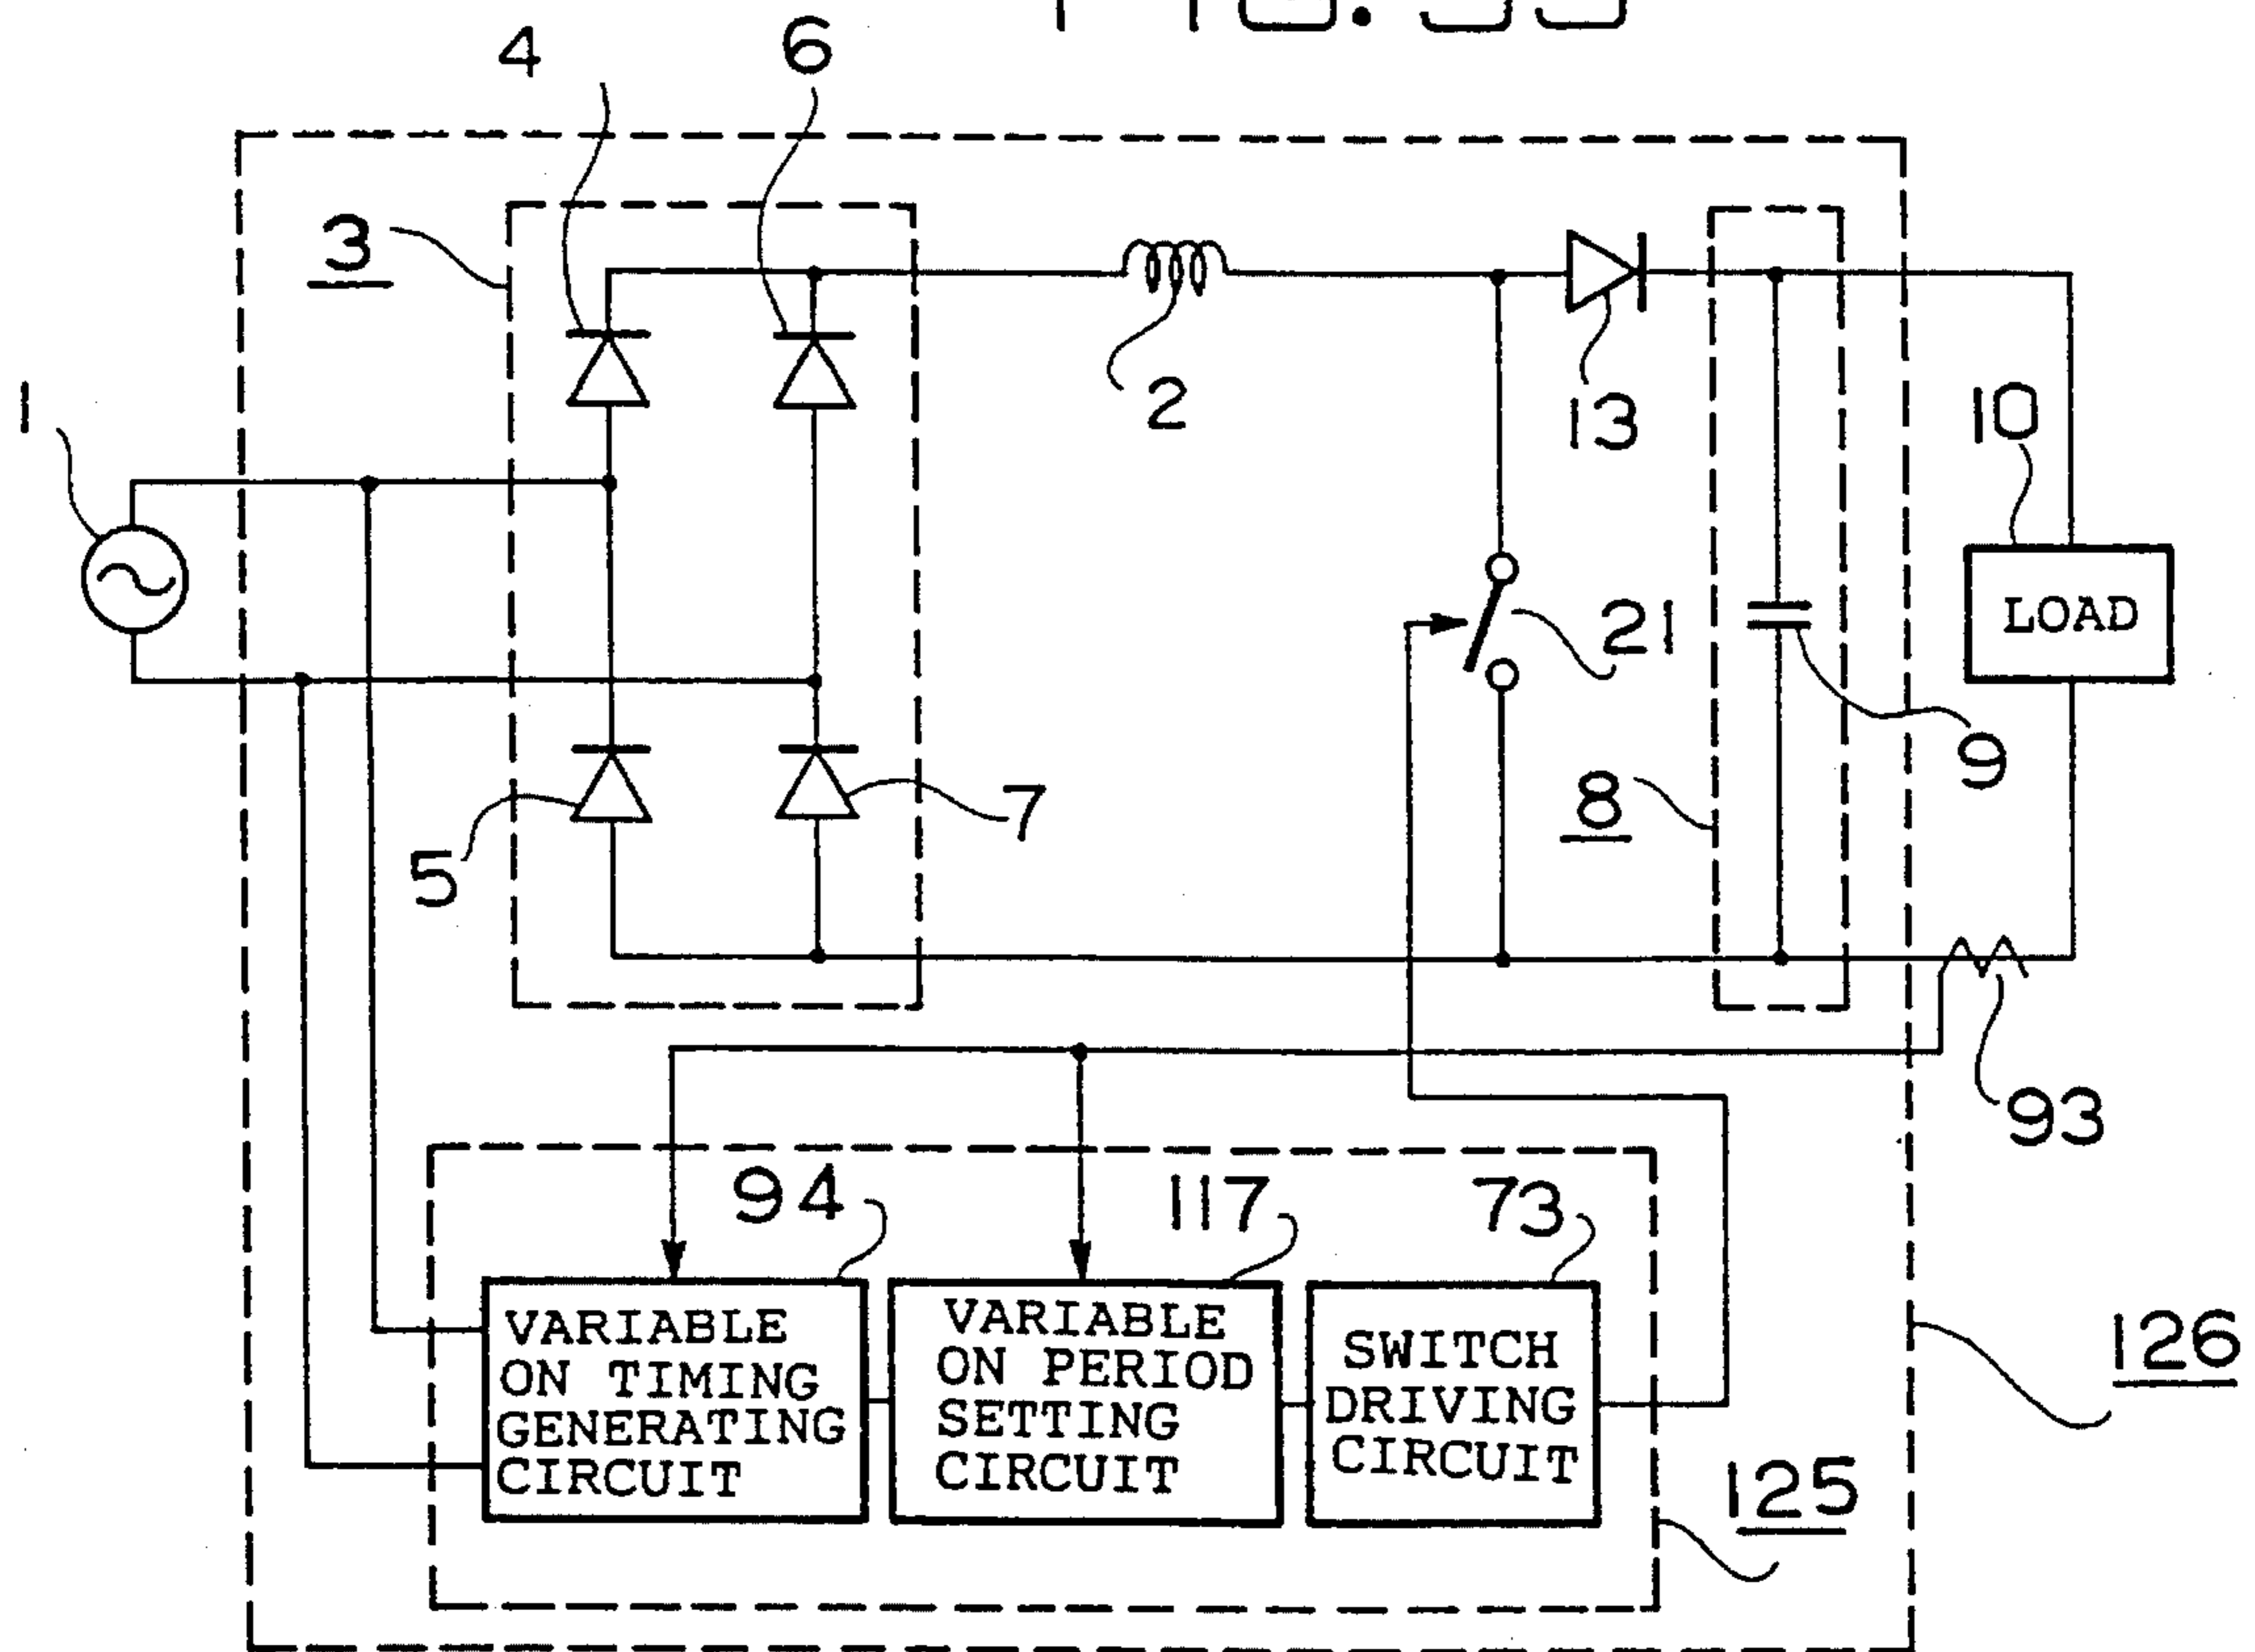 FIG.
4
6
3
1
2
13
10
LOAD
21
9
7
8
5
93
94
117
73
VARIABLE
ON TIMING
GENERATING
CIRCUIT
VARIABLE
ON PERIOD
SETTING
CIRCUIT
SWITCH
DRIVING
CIRCUIT
126
125